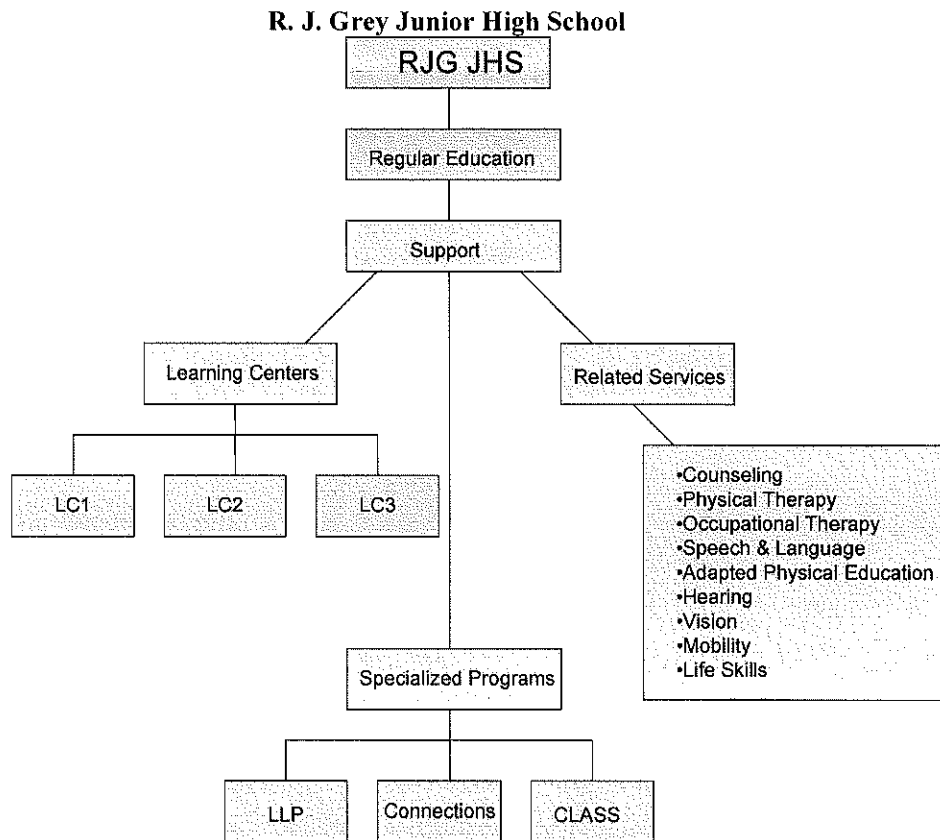 R. J. Grey Junior High School
RJG JHS
Regular Education
Support
Learning Centers
Related Services
LC1
LC2
LC3
•Counseling
•Physical Therapy
•Occupational Therapy
•Speech & Language
•Adapted Physical Education
•Hearing
•Vision
•Mobility
•Life Skills
Specialized Programs
LLP
Connections
CLASS